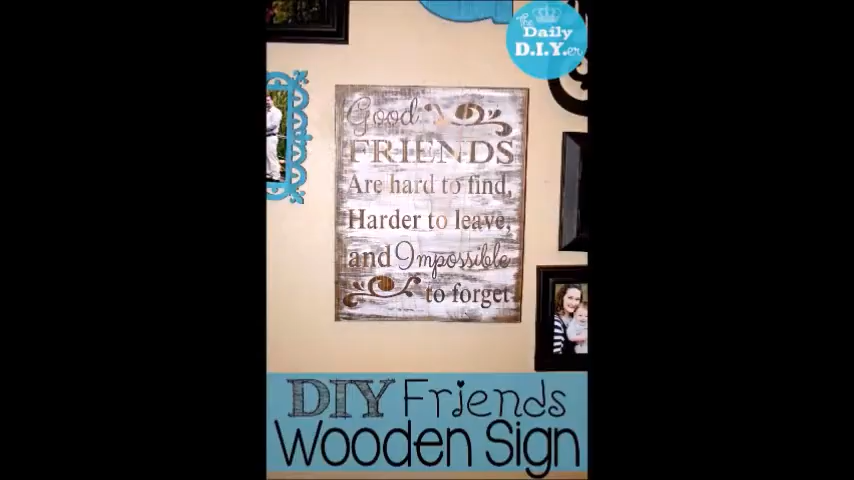 The
Daily
D.I.Y.er
Good
FRIENDS
Are hard to find,
Harder to leave,
and Impossible
to forget
DIY Friends
Wooden Sign